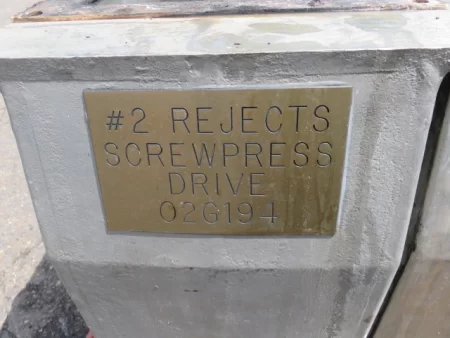 #2 REJECTS
SCREWPRESS
DRIVE
02G194